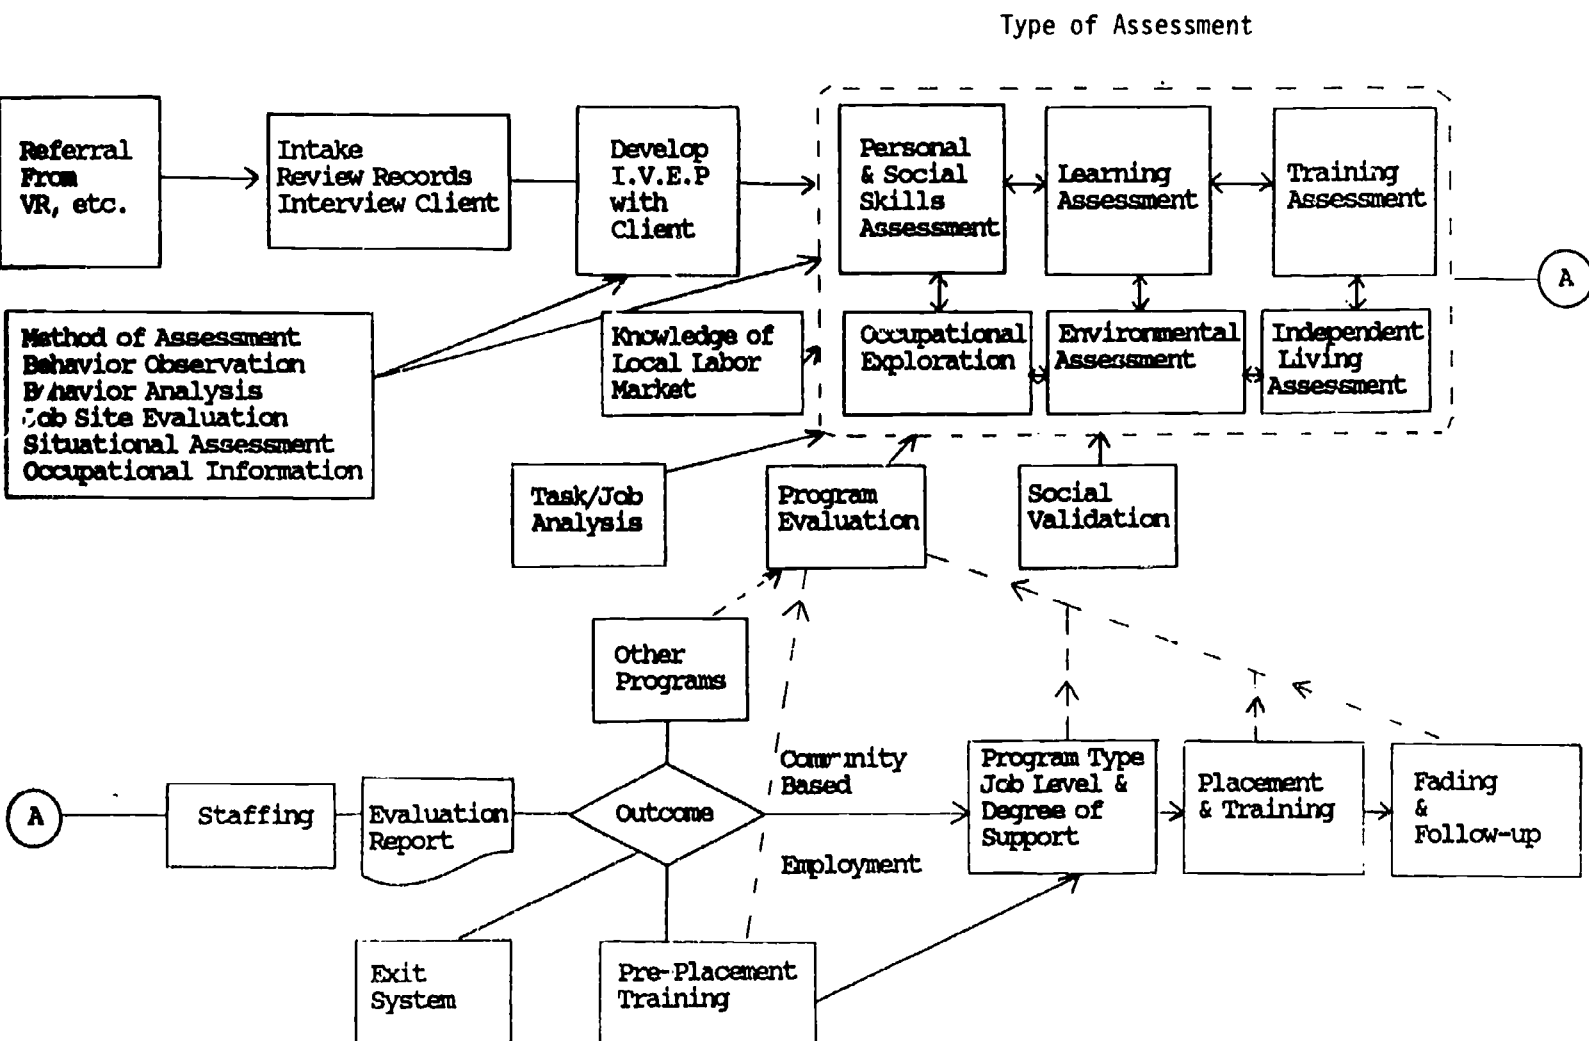 Type of Assessment
Referral
From
VR, etc.
Intake
Review Records
Interview Client
Develop
I.V.E.P
with
Client
Personal
& Social
Skills
Assessment
Learning
Assessment
Training
Assessment
A
Method of Assessment
Behavior Observation
Behavior Analysis
Job Site Evaluation
Situational Assessment
Occupational Information
Knowledge of
Local Labor
Market
Occupational
Exploration
Environmental
Assessment
Independent
Living
Assessment
Task/Job
Analysis
Program
Evaluation
Social
Validation
Other
Programs
A
Staffing
Evaluation
Report
Outcome
Community
Based
Employment
Program Type
Job Level &
Degree of
Support
Placement
& Training
Fading
&
Follow-up
Exit
System
Pre-Placement
Training